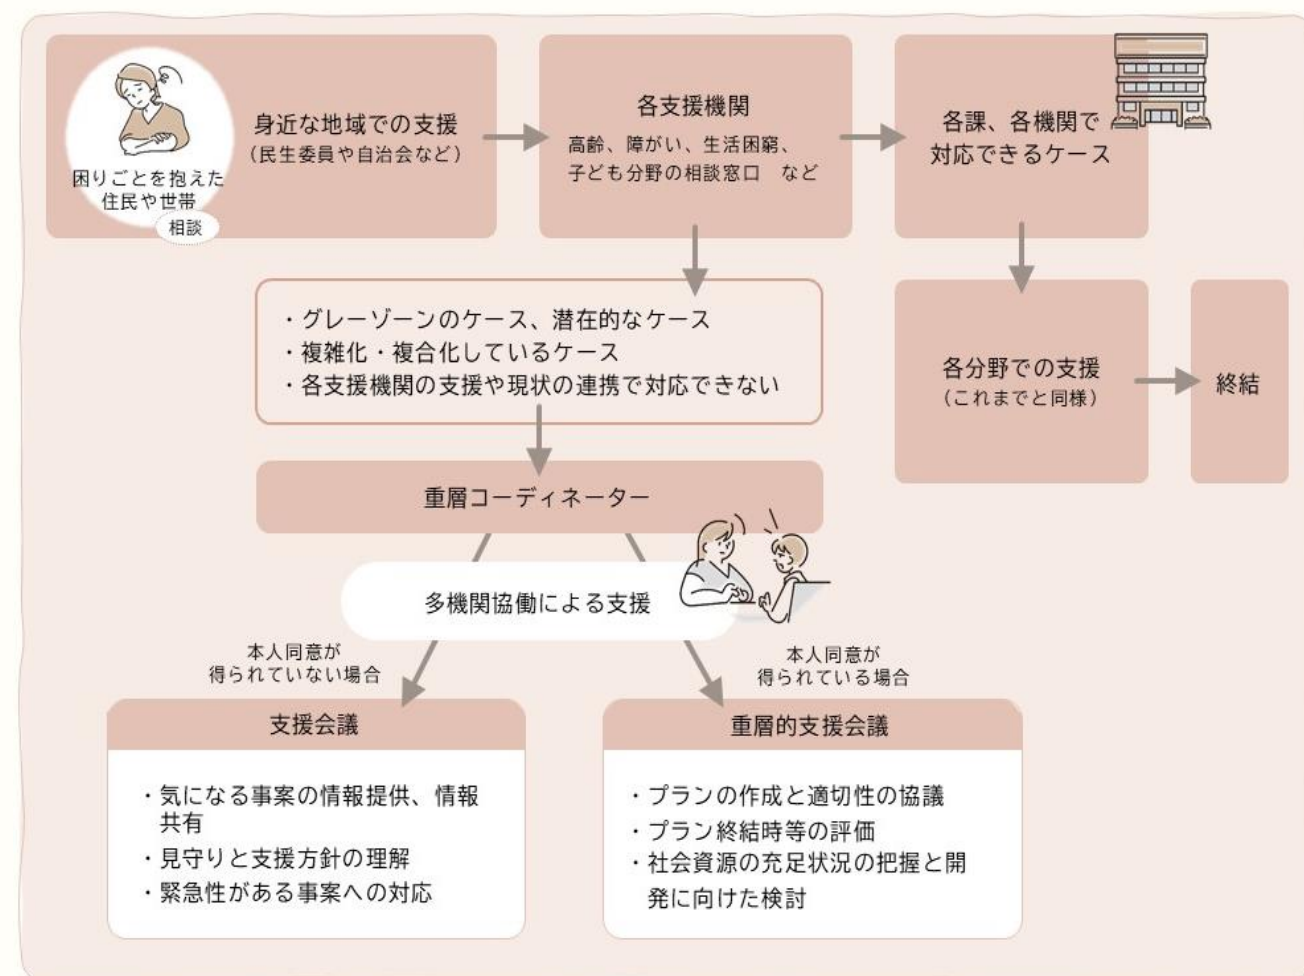 困りごとを抱えた
住民や世帯
相談
身近な地域での支援
（民生委員や自治会など）
各支援機関
高齢、障がい、生活困窮、
子ども分野の相談窓口　など
各課、各機関で
対応できるケース
・グレーゾーンのケース、潜在的なケース
・複雑化・複合化しているケース
・各支援機関の支援や現状の連携で対応できない
各分野での支援
（これまでと同様）
終結
重層コーディネーター
多機関協働による支援
本人同意が
得られていない場合
本人同意が
得られている場合
支援会議
・気になる事案の情報提供、情報
共有
・見守りと支援方針の理解
・緊急性がある事案への対応
重層的支援会議
・プランの作成と適切性の協議
・プラン終結時等の評価
・社会資源の充足状況の把握と開
発に向けた検討